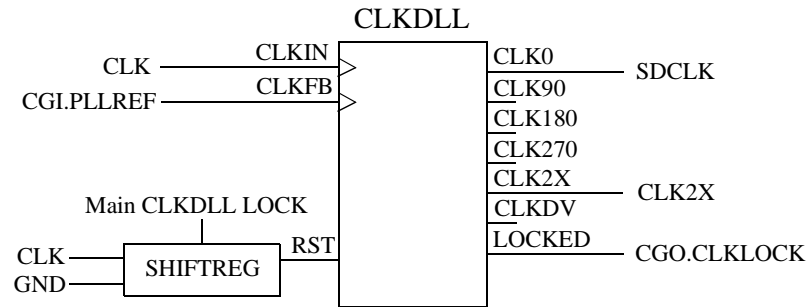 CLKDLL
CLK CLKIN CLK0 SDCLK
CGI.PLLREF CLKFB CLK90
CLK180
CLK270
CLK2X CLK2X
Main CLKDLL LOCK CLKDV
CLK SHIFTREG RST LOCKED CGO.CLKLOCK
GND